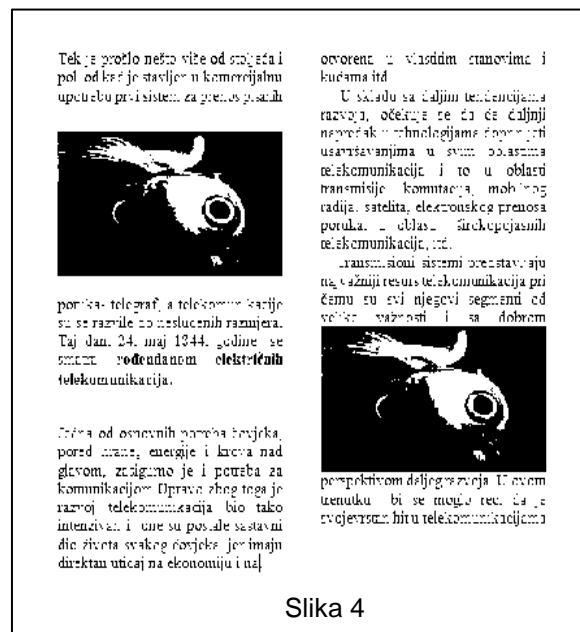 Tek je prošlo nešto više od stoljeća i
pol od kad je stavljen u komercijalnu
upotrebu prvi sistem za prenos pisanih
poruka- telegraf, a telekomunikacije
su se razvile do neslućenih razmjera.
Taj dan, 24. maj 1844. godine se
smatra rođendanom električnih
telekomunikacija.
Jedna od osnovnih potreba čovjeka,
pored hrane, energije i krova nad
glavom, zasigurno je i potreba za
komunikacijom. Upravo zbog toga je
razvoj telekomunikacija bio tako
intenzivan i one su postale sastavni
dio života svakog čovjeka jer imaju
direktan uticaj na ekonomiju i na
otvorena u vlastitim stanovima i
kućama itd.
U skladu sa daljim tendencijama
razvoja, očekuje se da će daljnji
napredak u tehnologijama doprinijeti
usavršavanjima u svim oblastima
telekomunikacija i to u oblasti
transmisije, komutacija, mobilnog
radija, satelita, elektronskog prenosa
poruka, u oblasti širokopojasnih
telekomunikacija, itd.
Transmisioni sistemi predstavljaju
najvažniji resurs telekomunikacija pri
čemu su svi njegovi segmenti od
velike važnosti i sa dobrom
perspektivom daljeg razvoja. U ovom
trenutku bi se moglo reći da je
svojevrstan hit u telekomunikacijama
Slika 4